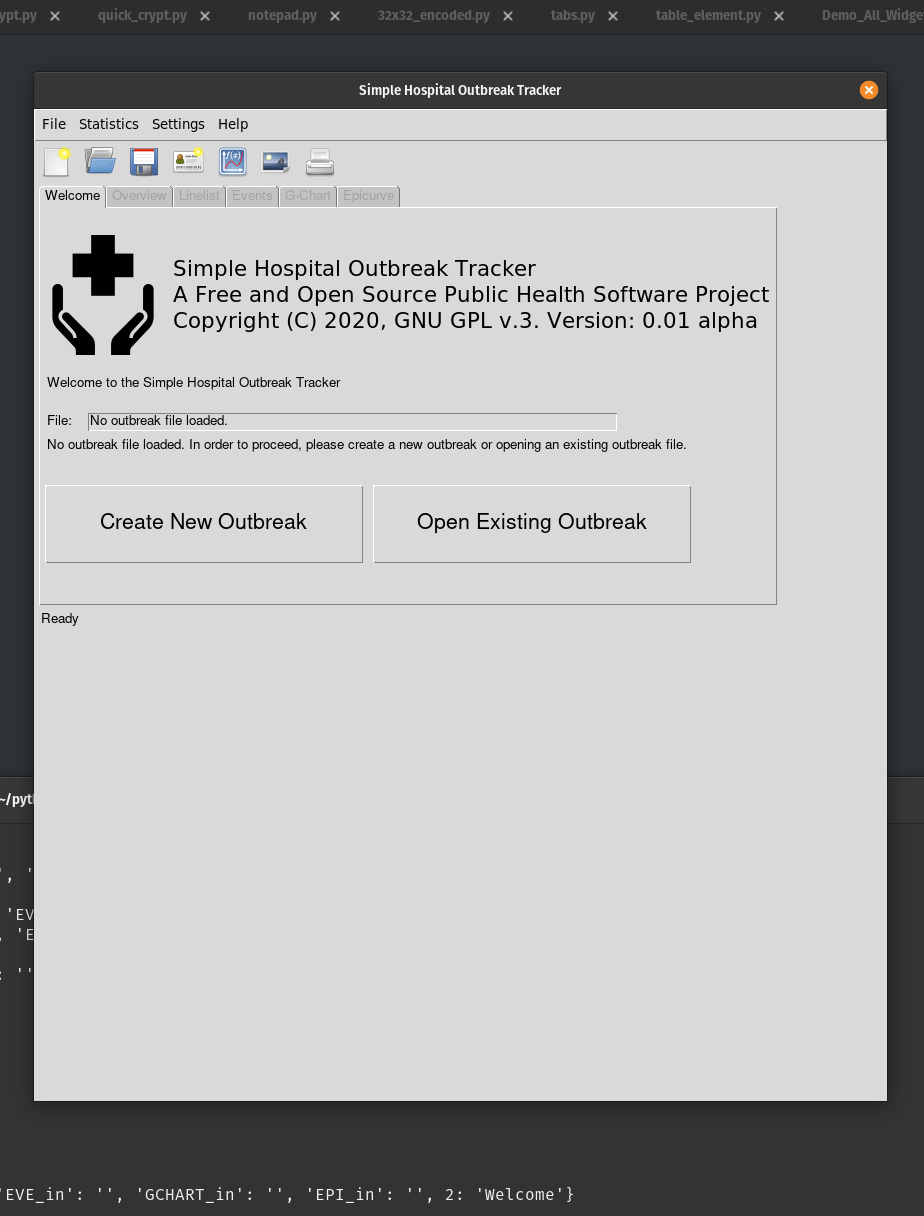 ypt.py quick_crypt.py notepad.py 32x32_encoded.py tabs.py table_element.py Demo_All_Widge
Simple Hospital Outbreak Tracker
File Statistics Settings Help
f(x)
Welcome Overview Linelist Events G-Chart Epicurve
Simple Hospital Outbreak Tracker
A Free and Open Source Public Health Software Project
Copyright (C) 2020, GNU GPL v.3. Version: 0.01 alpha
Welcome to the Simple Hospital Outbreak Tracker
File: No outbreak file loaded.
No outbreak file loaded. In order to proceed, please create a new outbreak or opening an existing outbreak file.
Create New Outbreak Open Existing Outbreak
Ready
~/pyt
', '
'EV
, 'E
: ''
'EVE_in': '', 'GCHART_in': '', 'EPI_in': '', 2: 'Welcome'}